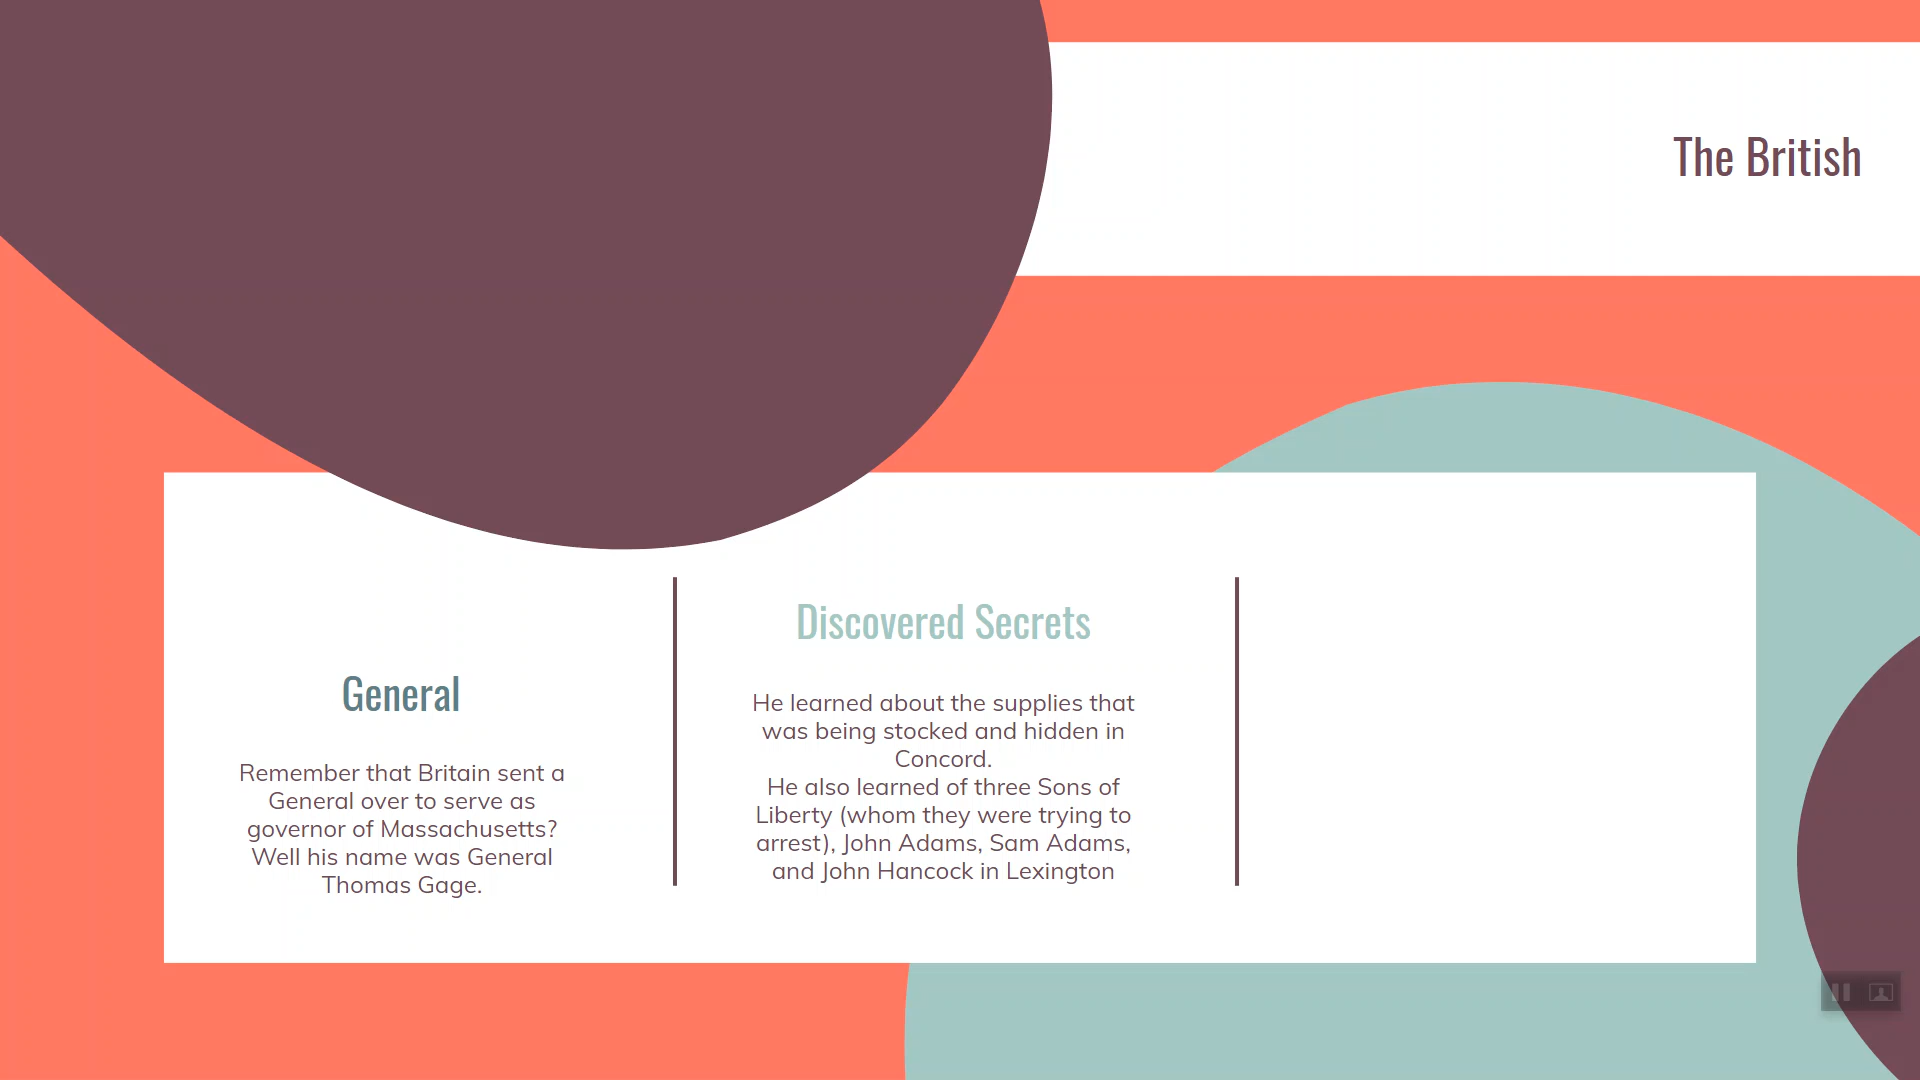 The British
General
Remember that Britain sent a
General over to serve as
governor of Massachusetts?
Well his name was General
Thomas Gage.
Discovered Secrets
He learned about the supplies that
was being stocked and hidden in
Concord.
He also learned of three Sons of
Liberty (whom they were trying to
arrest), John Adams, Sam Adams,
and John Hancock in Lexington